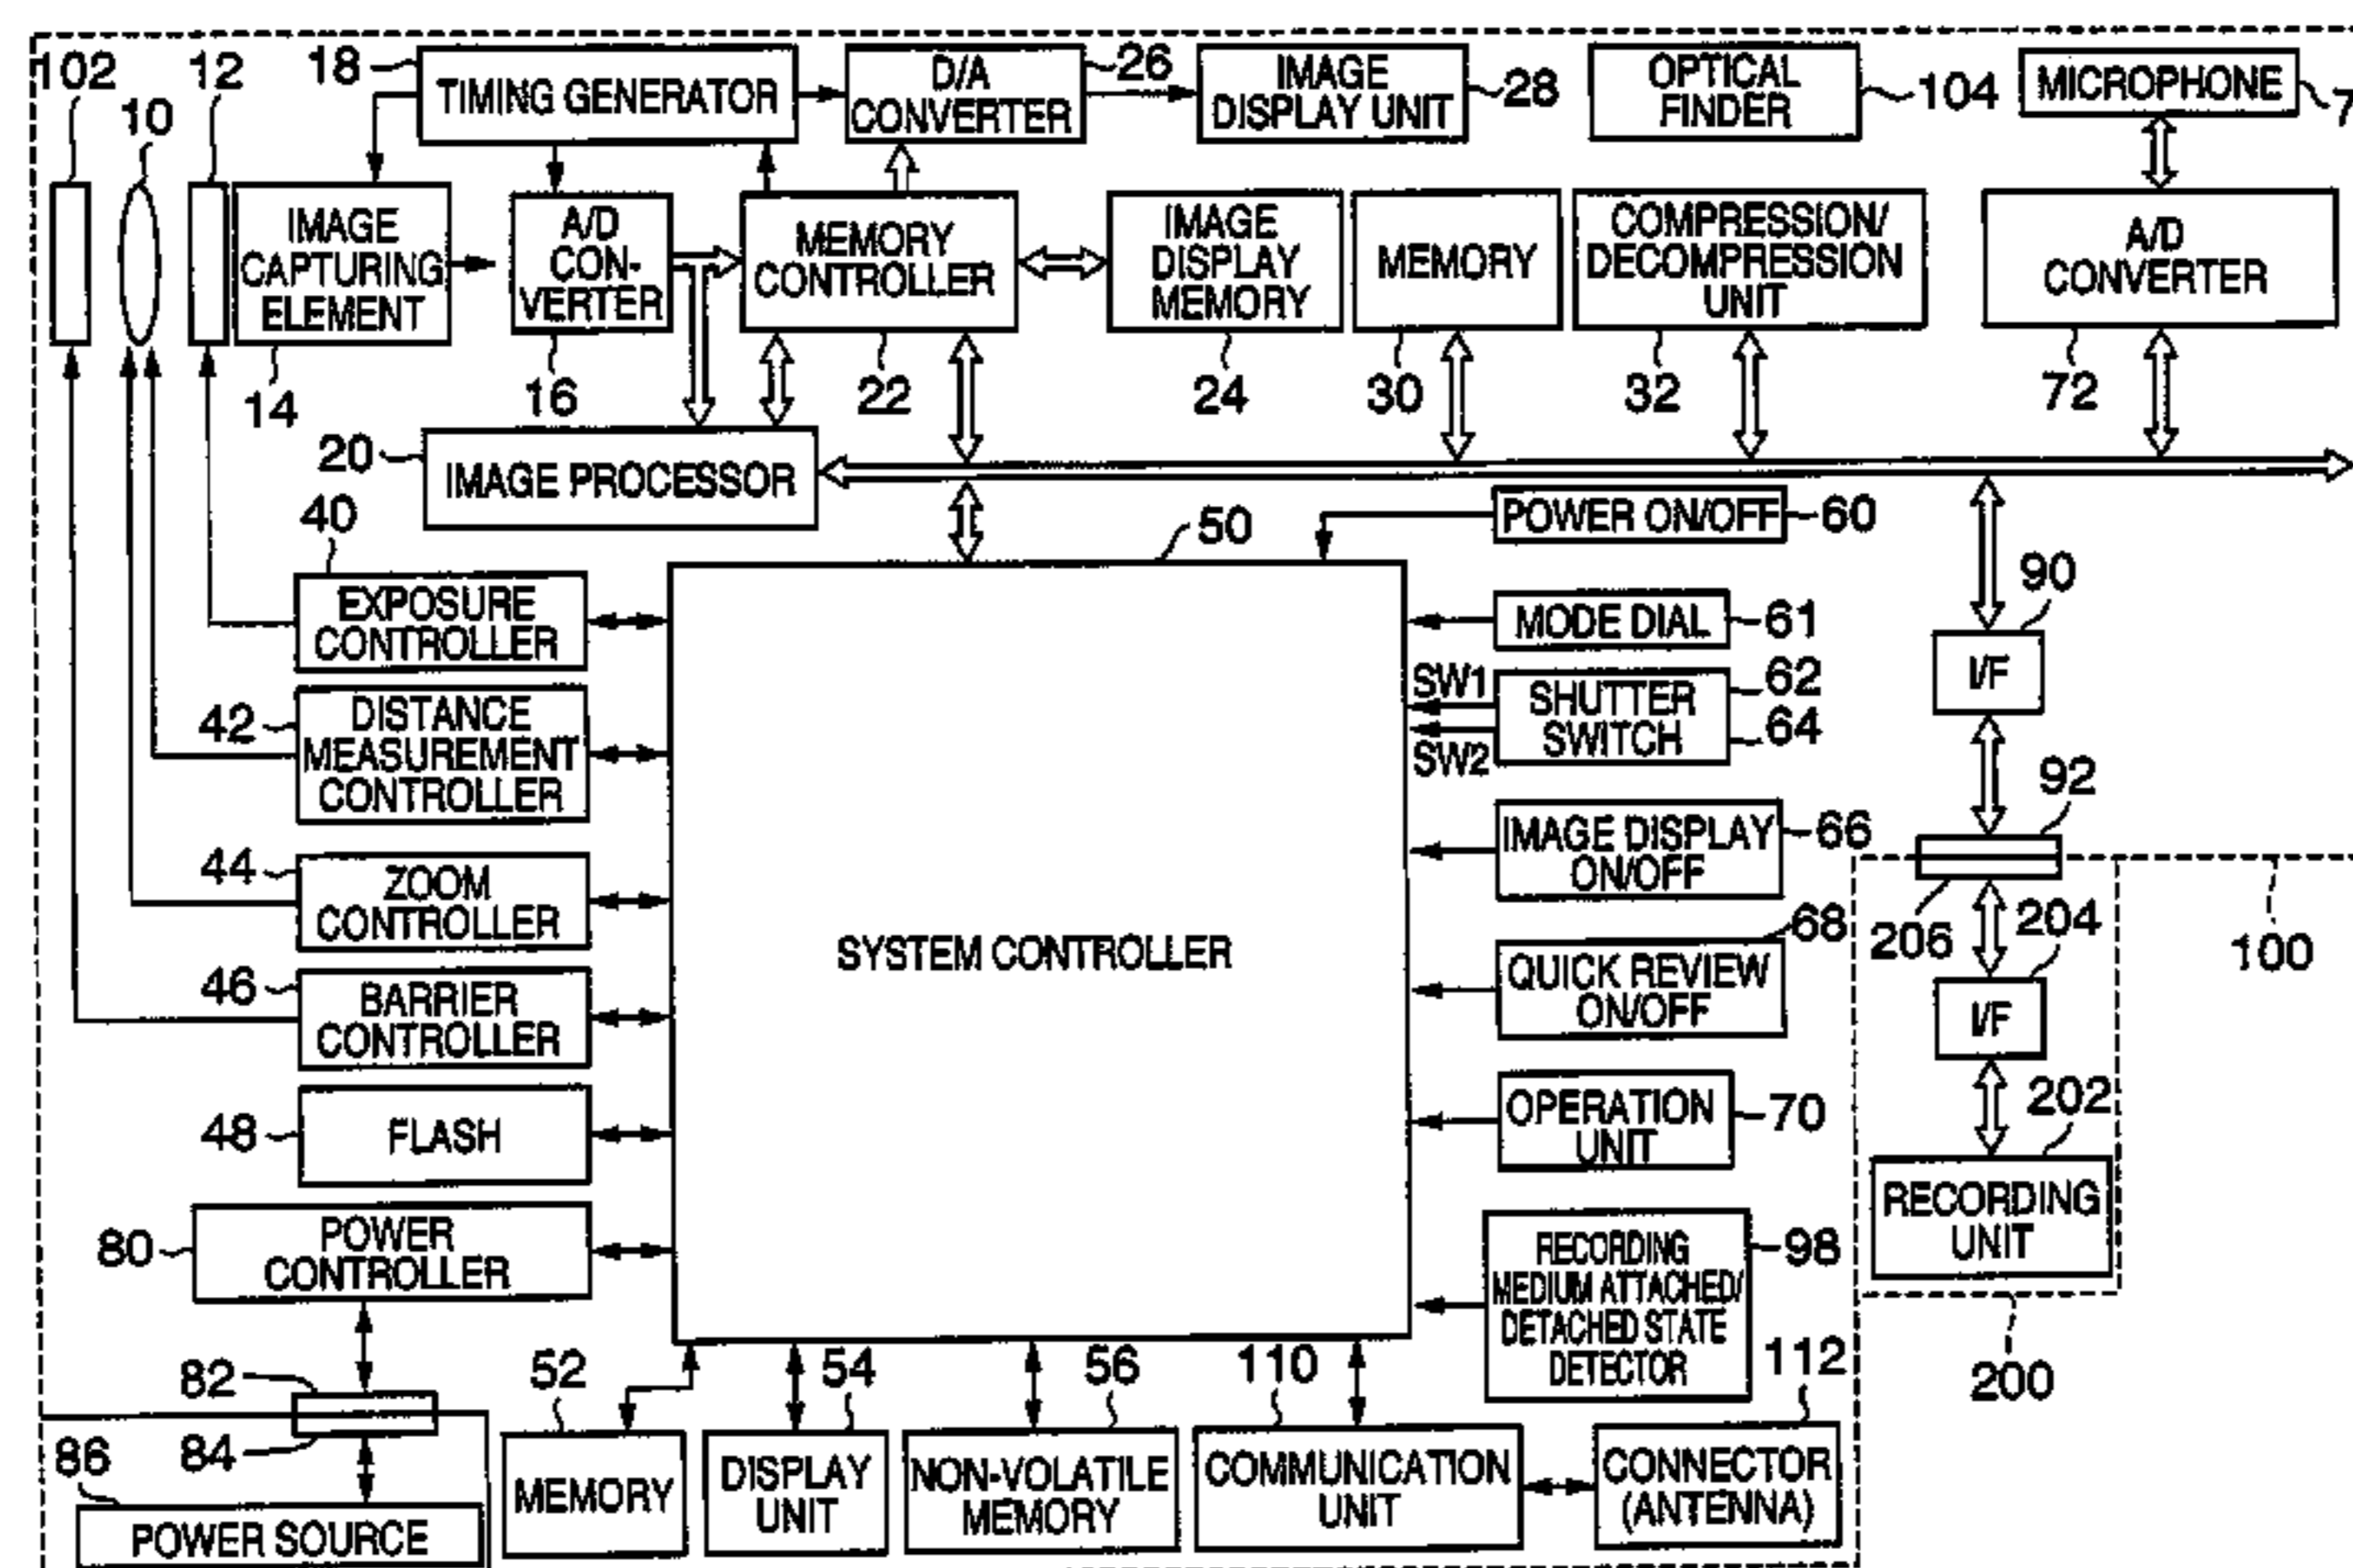 102
10
12
18
TIMING GENERATOR
D/A
CONVERTER
26
IMAGE
DISPLAY UNIT
28
OPTICAL
FINDER
104
MICROPHONE
7
IMAGE
CAPTURING
ELEMENT
14
A/D
CON-
VERTER
16
MEMORY
CONTROLLER
22
IMAGE
DISPLAY
MEMORY
24
MEMORY
30
COMPRESSION/
DECOMPRESSION
UNIT
32
A/D
CONVERTER
72
20
IMAGE PROCESSOR
40
EXPOSURE
CONTROLLER
42
DISTANCE
MEASUREMENT
CONTROLLER
44
ZOOM
CONTROLLER
46
BARRIER
CONTROLLER
48
FLASH
80
POWER
CONTROLLER
82
84
86
POWER SOURCE
50
SYSTEM CONTROLLER
POWER ON/OFF
60
MODE DIAL
61
SW1
SW2
SHUTTER
SWITCH
62
64
IMAGE DISPLAY
ON/OFF
66
68
QUICK REVIEW
ON/OFF
OPERATION
UNIT
70
RECORDING
MEDIUM ATTACHED/
DETACHED STATE
DETECTOR
98
90
I/F
92
206
204
I/F
202
RECORDING
UNIT
100
200
52
MEMORY
54
DISPLAY
UNIT
56
NON-VOLATILE
MEMORY
110
COMMUNICATION
UNIT
112
CONNECTOR
(ANTENNA)